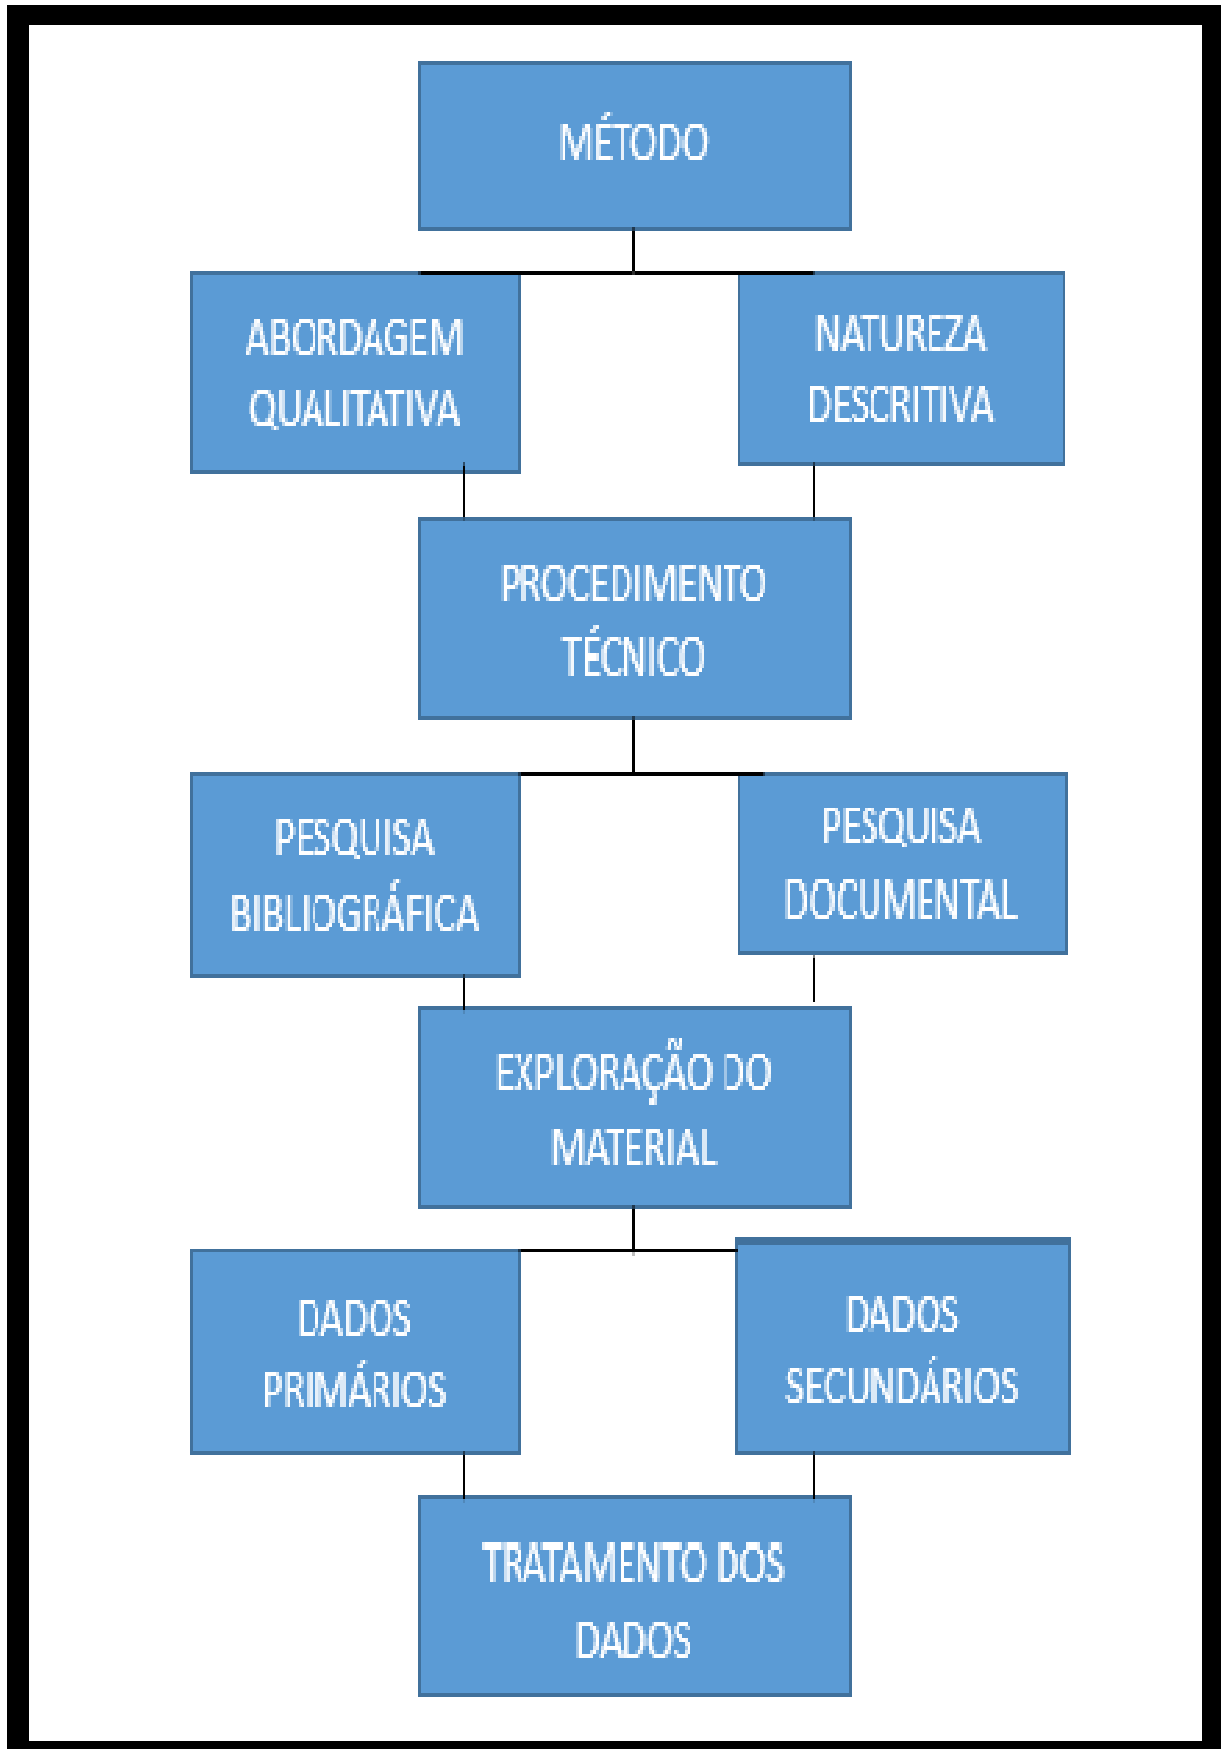 MÉTODO
ABORDAGEM
QUALITATIVA
NATUREZA
DESCRITIVA
PROCEDIMENTO
TÉCNICO
PESQUISA
BIBLIOGRÁFICA
PESQUISA
DOCUMENTAL
EXPLORAÇÃO DO
MATERIAL
DADOS
PRIMÁRIOS
DADOS
SECUNDÁRIOS
TRATAMENTO DOS
DADOS